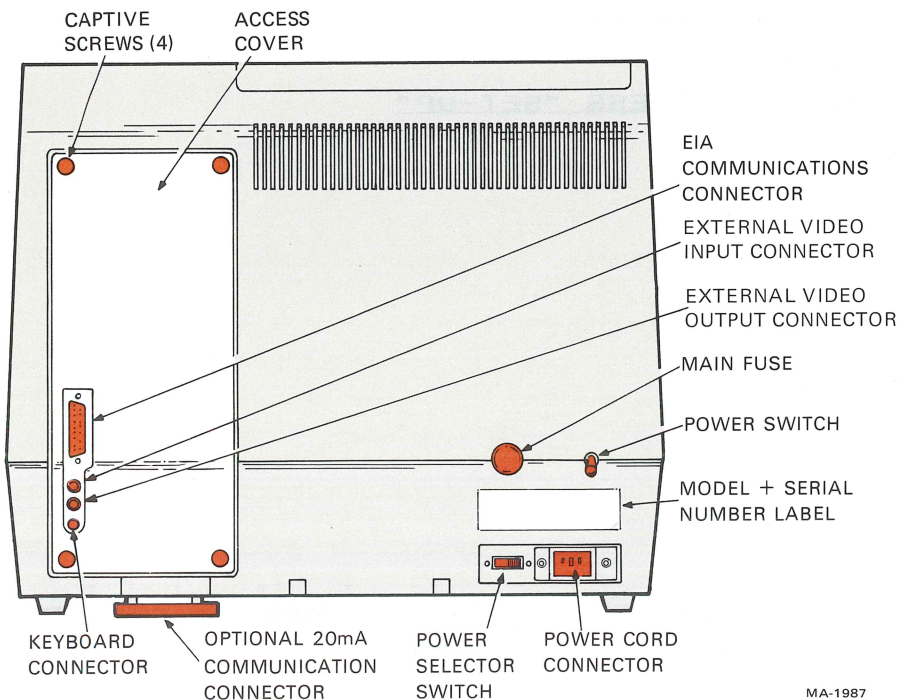 CAPTIVE
SCREWS (4)
ACCESS
COVER
EIA
COMMUNICATIONS
CONNECTOR
EXTERNAL VIDEO
INPUT CONNECTOR
EXTERNAL VIDEO
OUTPUT CONNECTOR
MAIN FUSE
POWER SWITCH
MODEL + SERIAL
NUMBER LABEL
KEYBOARD
CONNECTOR
OPTIONAL 20mA
COMMUNICATION
CONNECTOR
POWER
SELECTOR
SWITCH
POWER CORD
CONNECTOR
MA-1987